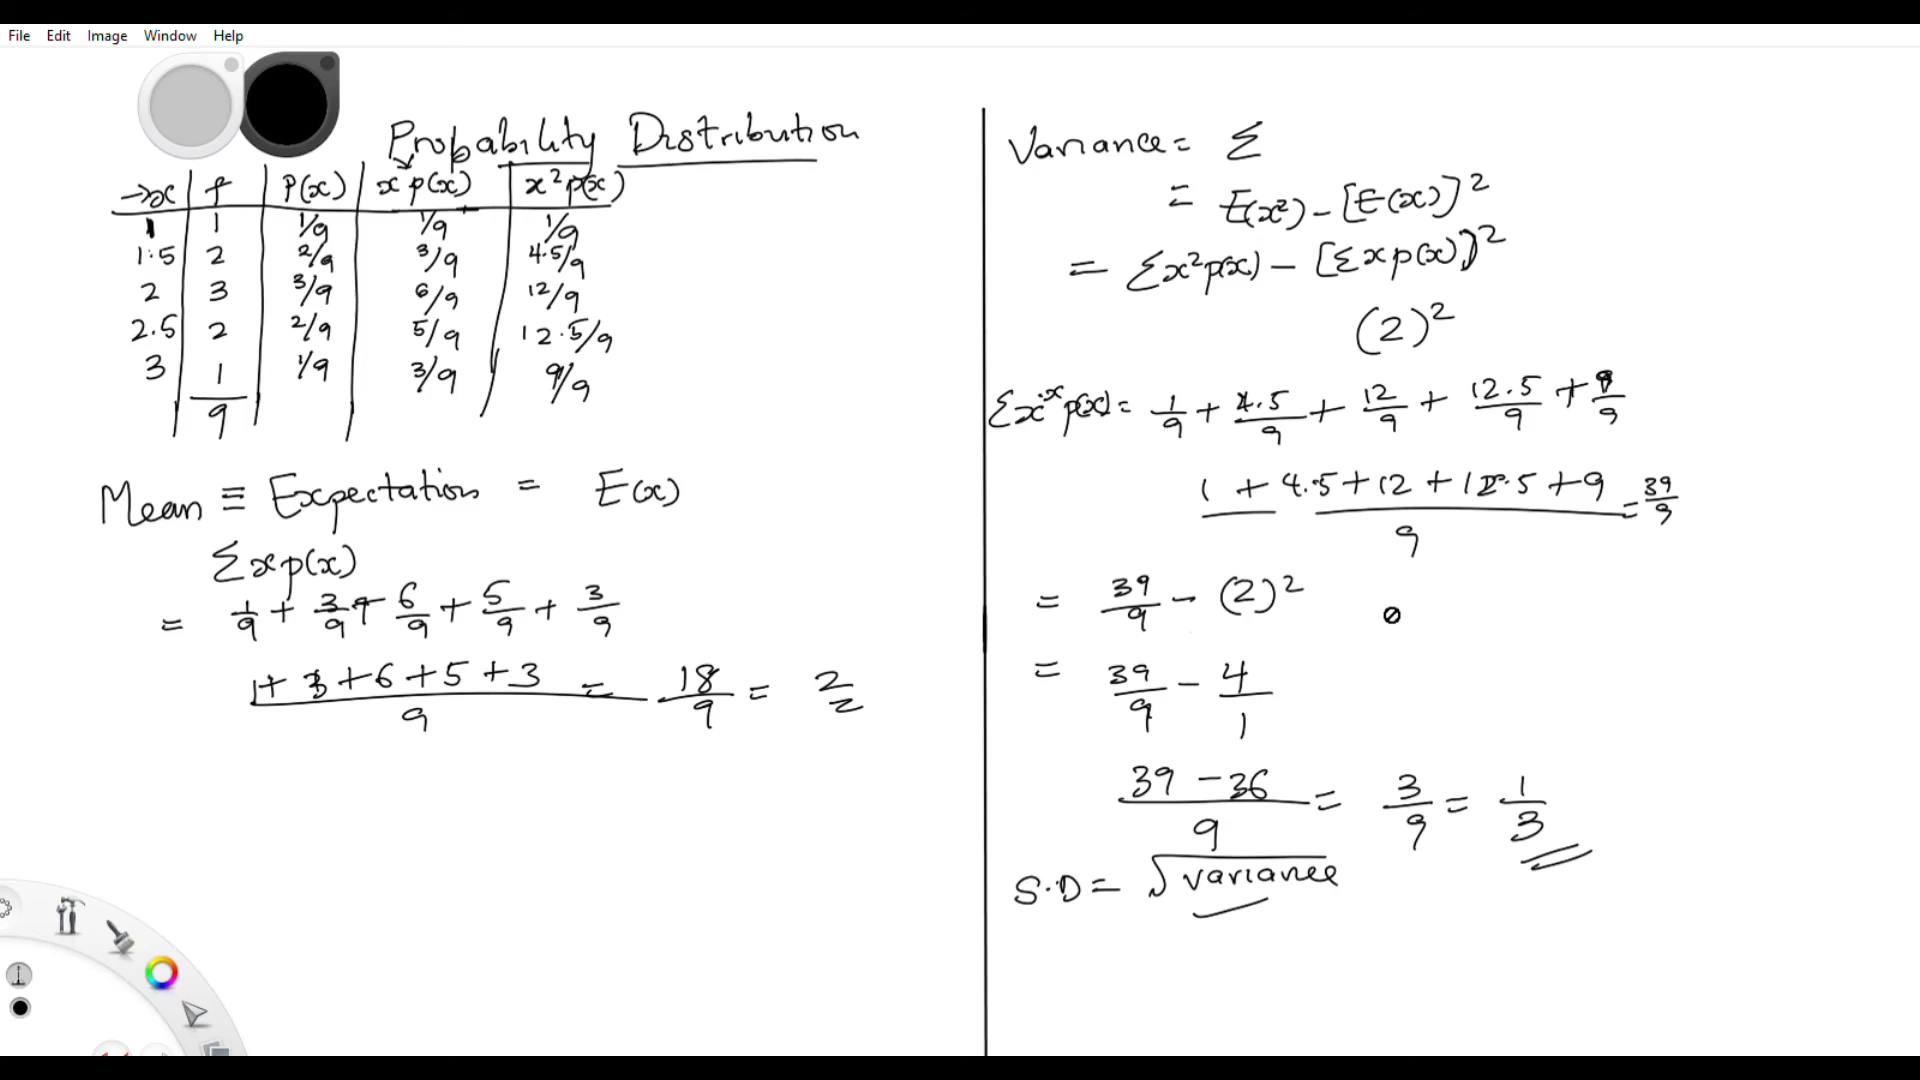 File Edit Image Window Help
Probability Distribution
→x f P(x) x p(x) x²p(x)
1 1 1/9 1/9 1/9
1.5 2 2/9 3/9 4.5/9
2 3 3/9 6/9 12/9
2.5 2 2/9 5/9 12.5/9
3 1 1/9 3/9 9/9
9
Mean ≡ Expectation = E(x)
Σxp(x)
= 1/9 + 3/9 + 6/9 + 5/9 + 3/9
1 + 3 + 6 + 5 + 3 / 9 = 18/9 = 2
Variance = Σ
= E(x²) - [E(x)]²
= Σx²p(x) - [Σxp(x)]²
(2)²
p(x) = 1/9 + 4.5/9 + 12/9 + 12.5/9 + 9/9
1 + 4.5 + 12 + 12.5 + 9 / 9 = 39/9
= 39/9 - (2)²
= 39/9 - 4/1
39 - 36 / 9 = 3/9 = 1/3
S.D = √variance